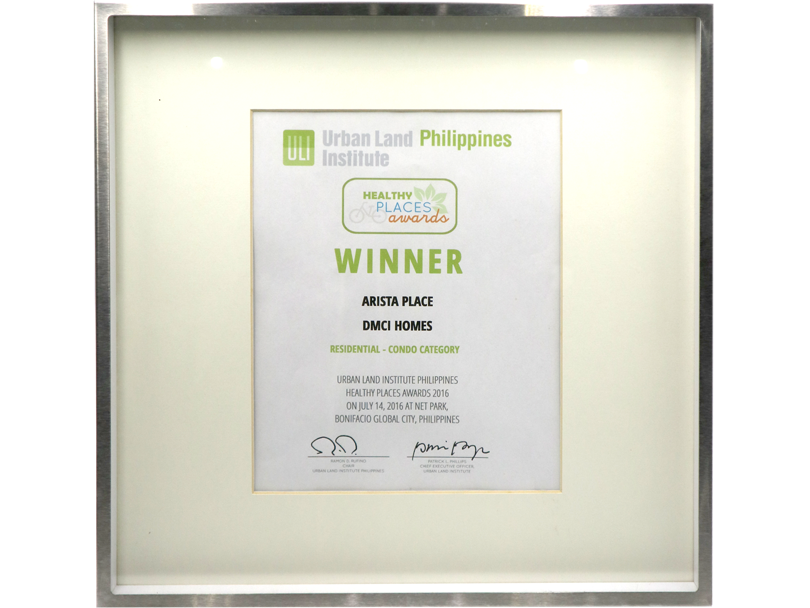 ULI
Urban Land Philippines
Institute
HEALTHY
PLACES
awards
WINNER
ARISTA PLACE
DMCI HOMES
RESIDENTIAL - CONDO CATEGORY
URBAN LAND INSTITUTE PHILIPPINES
HEALTHY PLACES AWARDS 2016
ON JULY 14, 2016 AT NET PARK,
BONIFACIO GLOBAL CITY, PHILIPPINES
CHAIR
URBAN LAND INSTITUTE PHILIPPINES
PATRICK L. PHILLIPS
CHIEF EXECUTIVE OFFICER,
URBAN LAND INSTITUTE